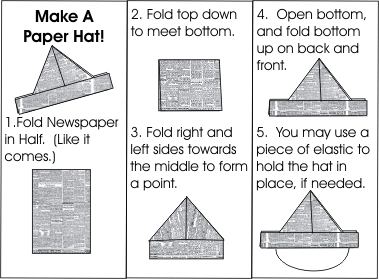 Make A
Paper Hat!
1.Fold Newspaper
in Half.  (Like it
comes.)
2. Fold top down
to meet bottom.
3. Fold right and
left sides towards
the middle to form
a point.
4.  Open bottom,
and fold bottom
up on back and
front.
5.  You may use a
piece of elastic to
hold the hat in
place, if needed.